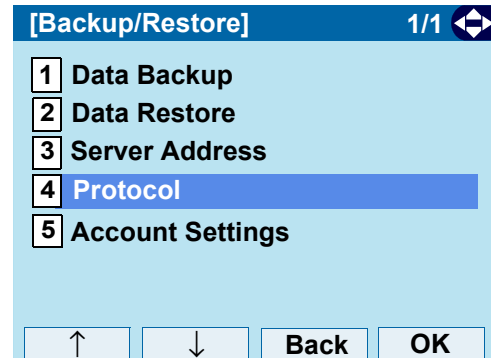 [Backup/Restore] 1/1
1 Data Backup
2 Data Restore
3 Server Address
4 Protocol
5 Account Settings
↑ ↓ Back OK